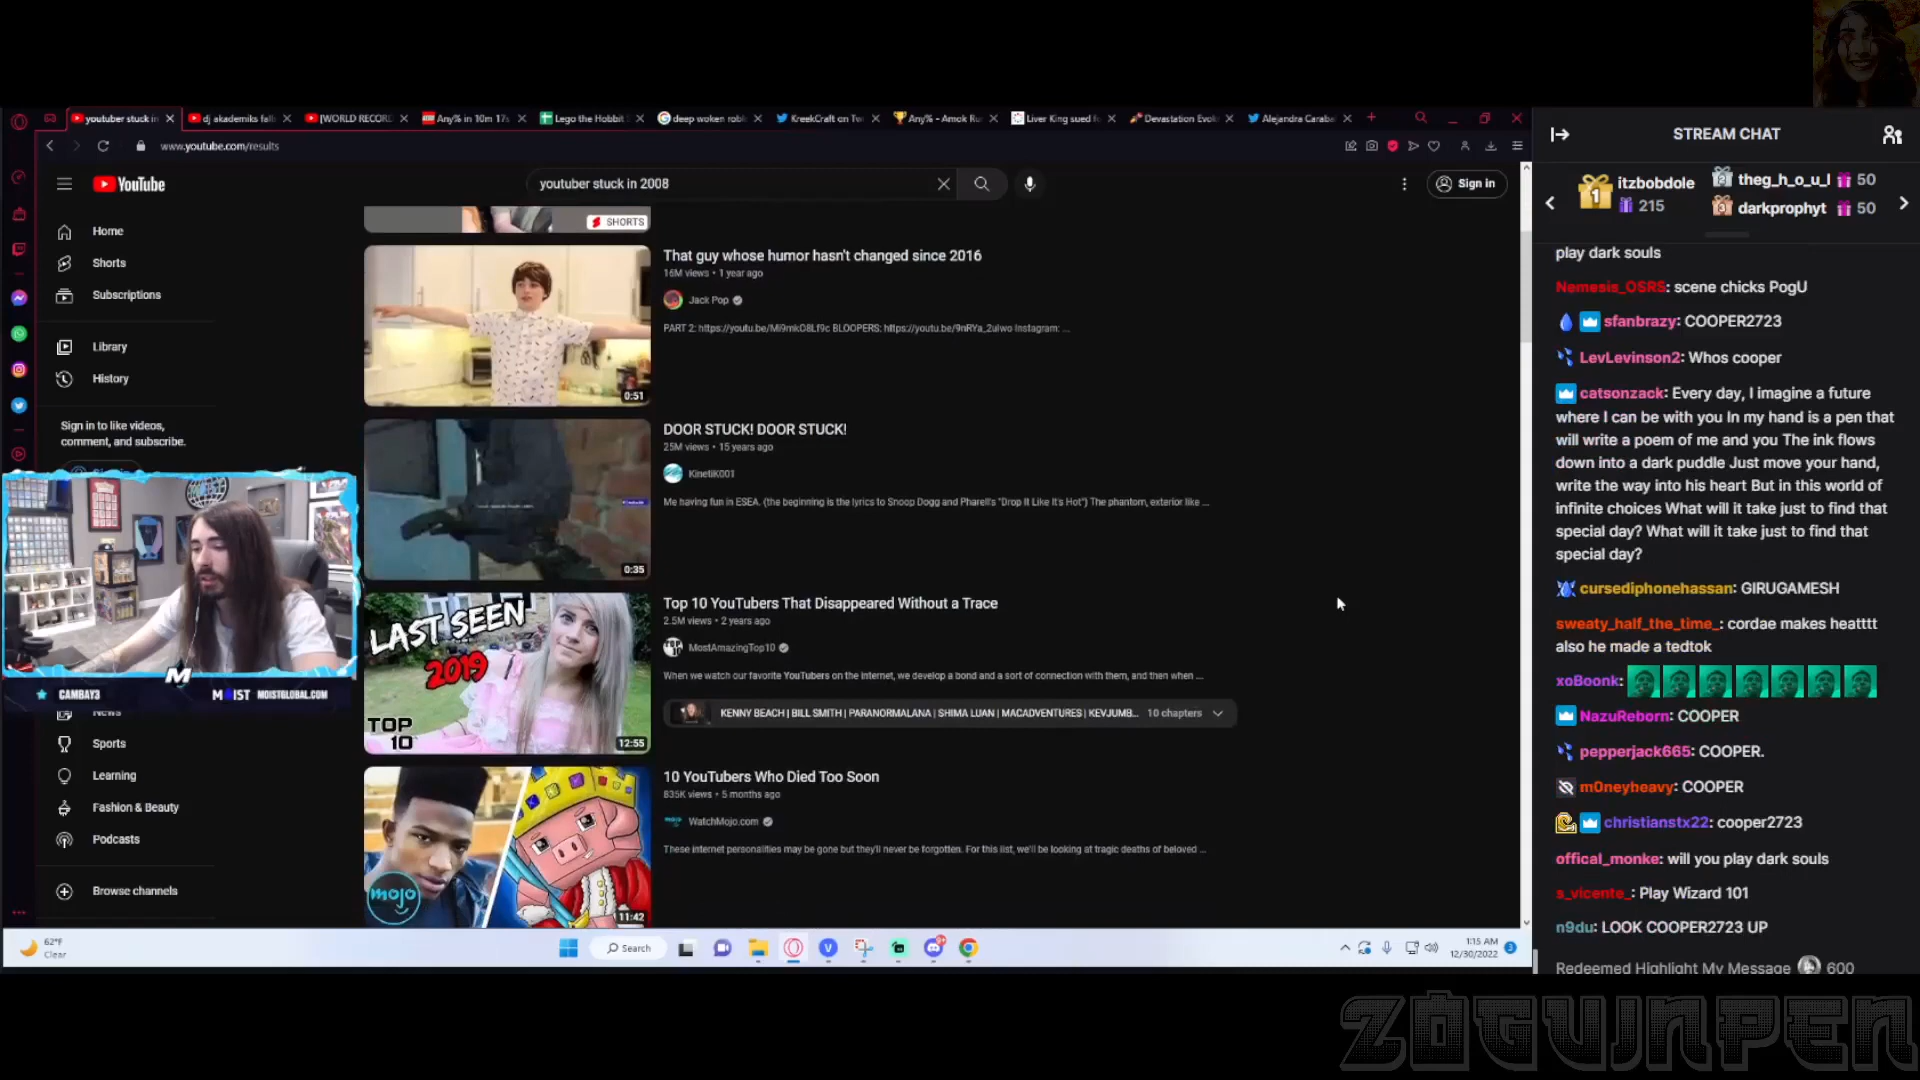 youtuber stuck in
dj akademiks fall
[WORLD RECORD
Any% in 10m 17s
Lego the Hobbit
deep woken rob
KreekCraft on Tw
Any% - Amok Ru
Liver King sued f
Devastation Evok
Alejandra Carab
www.youtube.com/results
YouTube
youtuber stuck in 2008
Sign in
Home
Shorts
Subscriptions
Library
History
Sign in to like videos,
comment, and subscribe.
News
Sports
Learning
Fashion & Beauty
Podcasts
Browse channels
SHORTS
That guy whose humor hasn't changed since 2016
16M views • 1 year ago
Jack Pop
PART 2: https://youtu.be/Mi9mkC8Lf9c BLOOPERS: https://youtu.be/9nRYa_2ulwo Instagram: ...
0:51
DOOR STUCK! DOOR STUCK!
25M views • 15 years ago
KinetiK001
Me having fun in ESEA. (the beginning is the lyrics to Snoop Dogg and Pharell's "Drop It Like It's Hot") The phantom, exterior like ...
0:35
LAST SEEN
2019
TOP
10
12:55
Top 10 YouTubers That Disappeared Without a Trace
2.5M views • 2 years ago
MostAmazingTop10
When we watch our favorite YouTubers on the internet, we develop a bond and a sort of connection with them, and then when ...
KENNY BEACH | BILL SMITH | PARANORMALANA | SHIMA LUAN | MACADVENTURES | KEVJUMB... 10 chapters
mojo
11:42
10 YouTubers Who Died Too Soon
835K views • 5 months ago
WatchMojo.com
These internet personalities may be gone but they'll never be forgotten. For this list, we'll be looking at tragic deaths of beloved ...
CAMBAY3
MOIST
MOISTGLOBAL.COM
62°F
Clear
Search
1:15 AM
12/30/2022
3
STREAM CHAT
1 itzbobdole
215
2 theg_h_o_u_l 50
3 darkprophyt 50
play dark souls
Nemesis_OSRS: scene chicks PogU
sfanbrazy: COOPER2723
LevLevinson2: Whos cooper
catsonzack: Every day, I imagine a future
where I can be with you In my hand is a pen that
will write a poem of me and you The ink flows
down into a dark puddle Just move your hand,
write the way into his heart But in this world of
infinite choices What will it take just to find that
special day? What will it take just to find that
special day?
cursediphonehassan: GIRUGAMESH
sweaty_half_the_time_: cordae makes heatttt
also he made a tedtok
xoBoonk:
NazuReborn: COOPER
pepperjack665: COOPER.
m0neyheavy: COOPER
christianstx22: cooper2723
offical_monke: will you play dark souls
s_vicente_: Play Wizard 101
n9du: LOOK COOPER2723 UP
Redeemed Highlight My Message 600
ZOGUJNPEN